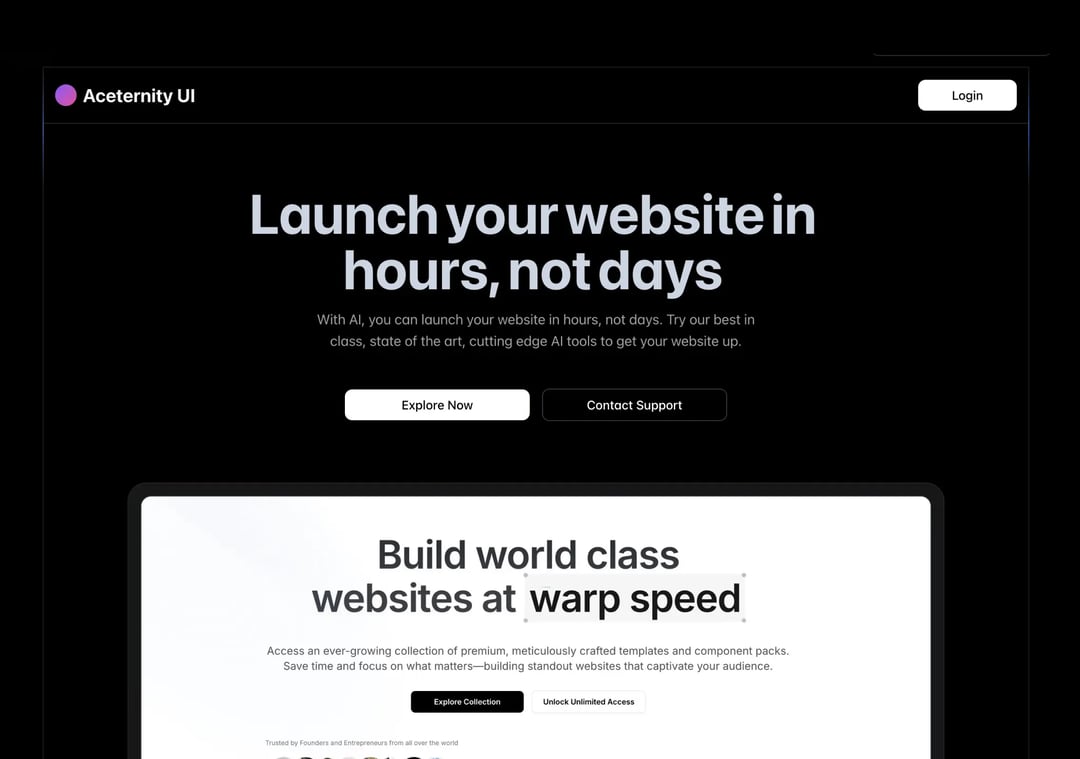 Aceternity UI
Login
Launch your website in
hours, not days
With AI, you can launch your website in hours, not days. Try our best in
class, state of the art, cutting edge AI tools to get your website up.
Explore Now
Contact Support
Build world class
websites at warp speed
Access an ever-growing collection of premium, meticulously crafted templates and component packs.
Save time and focus on what matters—building standout websites that captivate your audience.
Explore Collection
Unlock Unlimited Access
Trusted by Founders and Entrepreneurs from all over the world